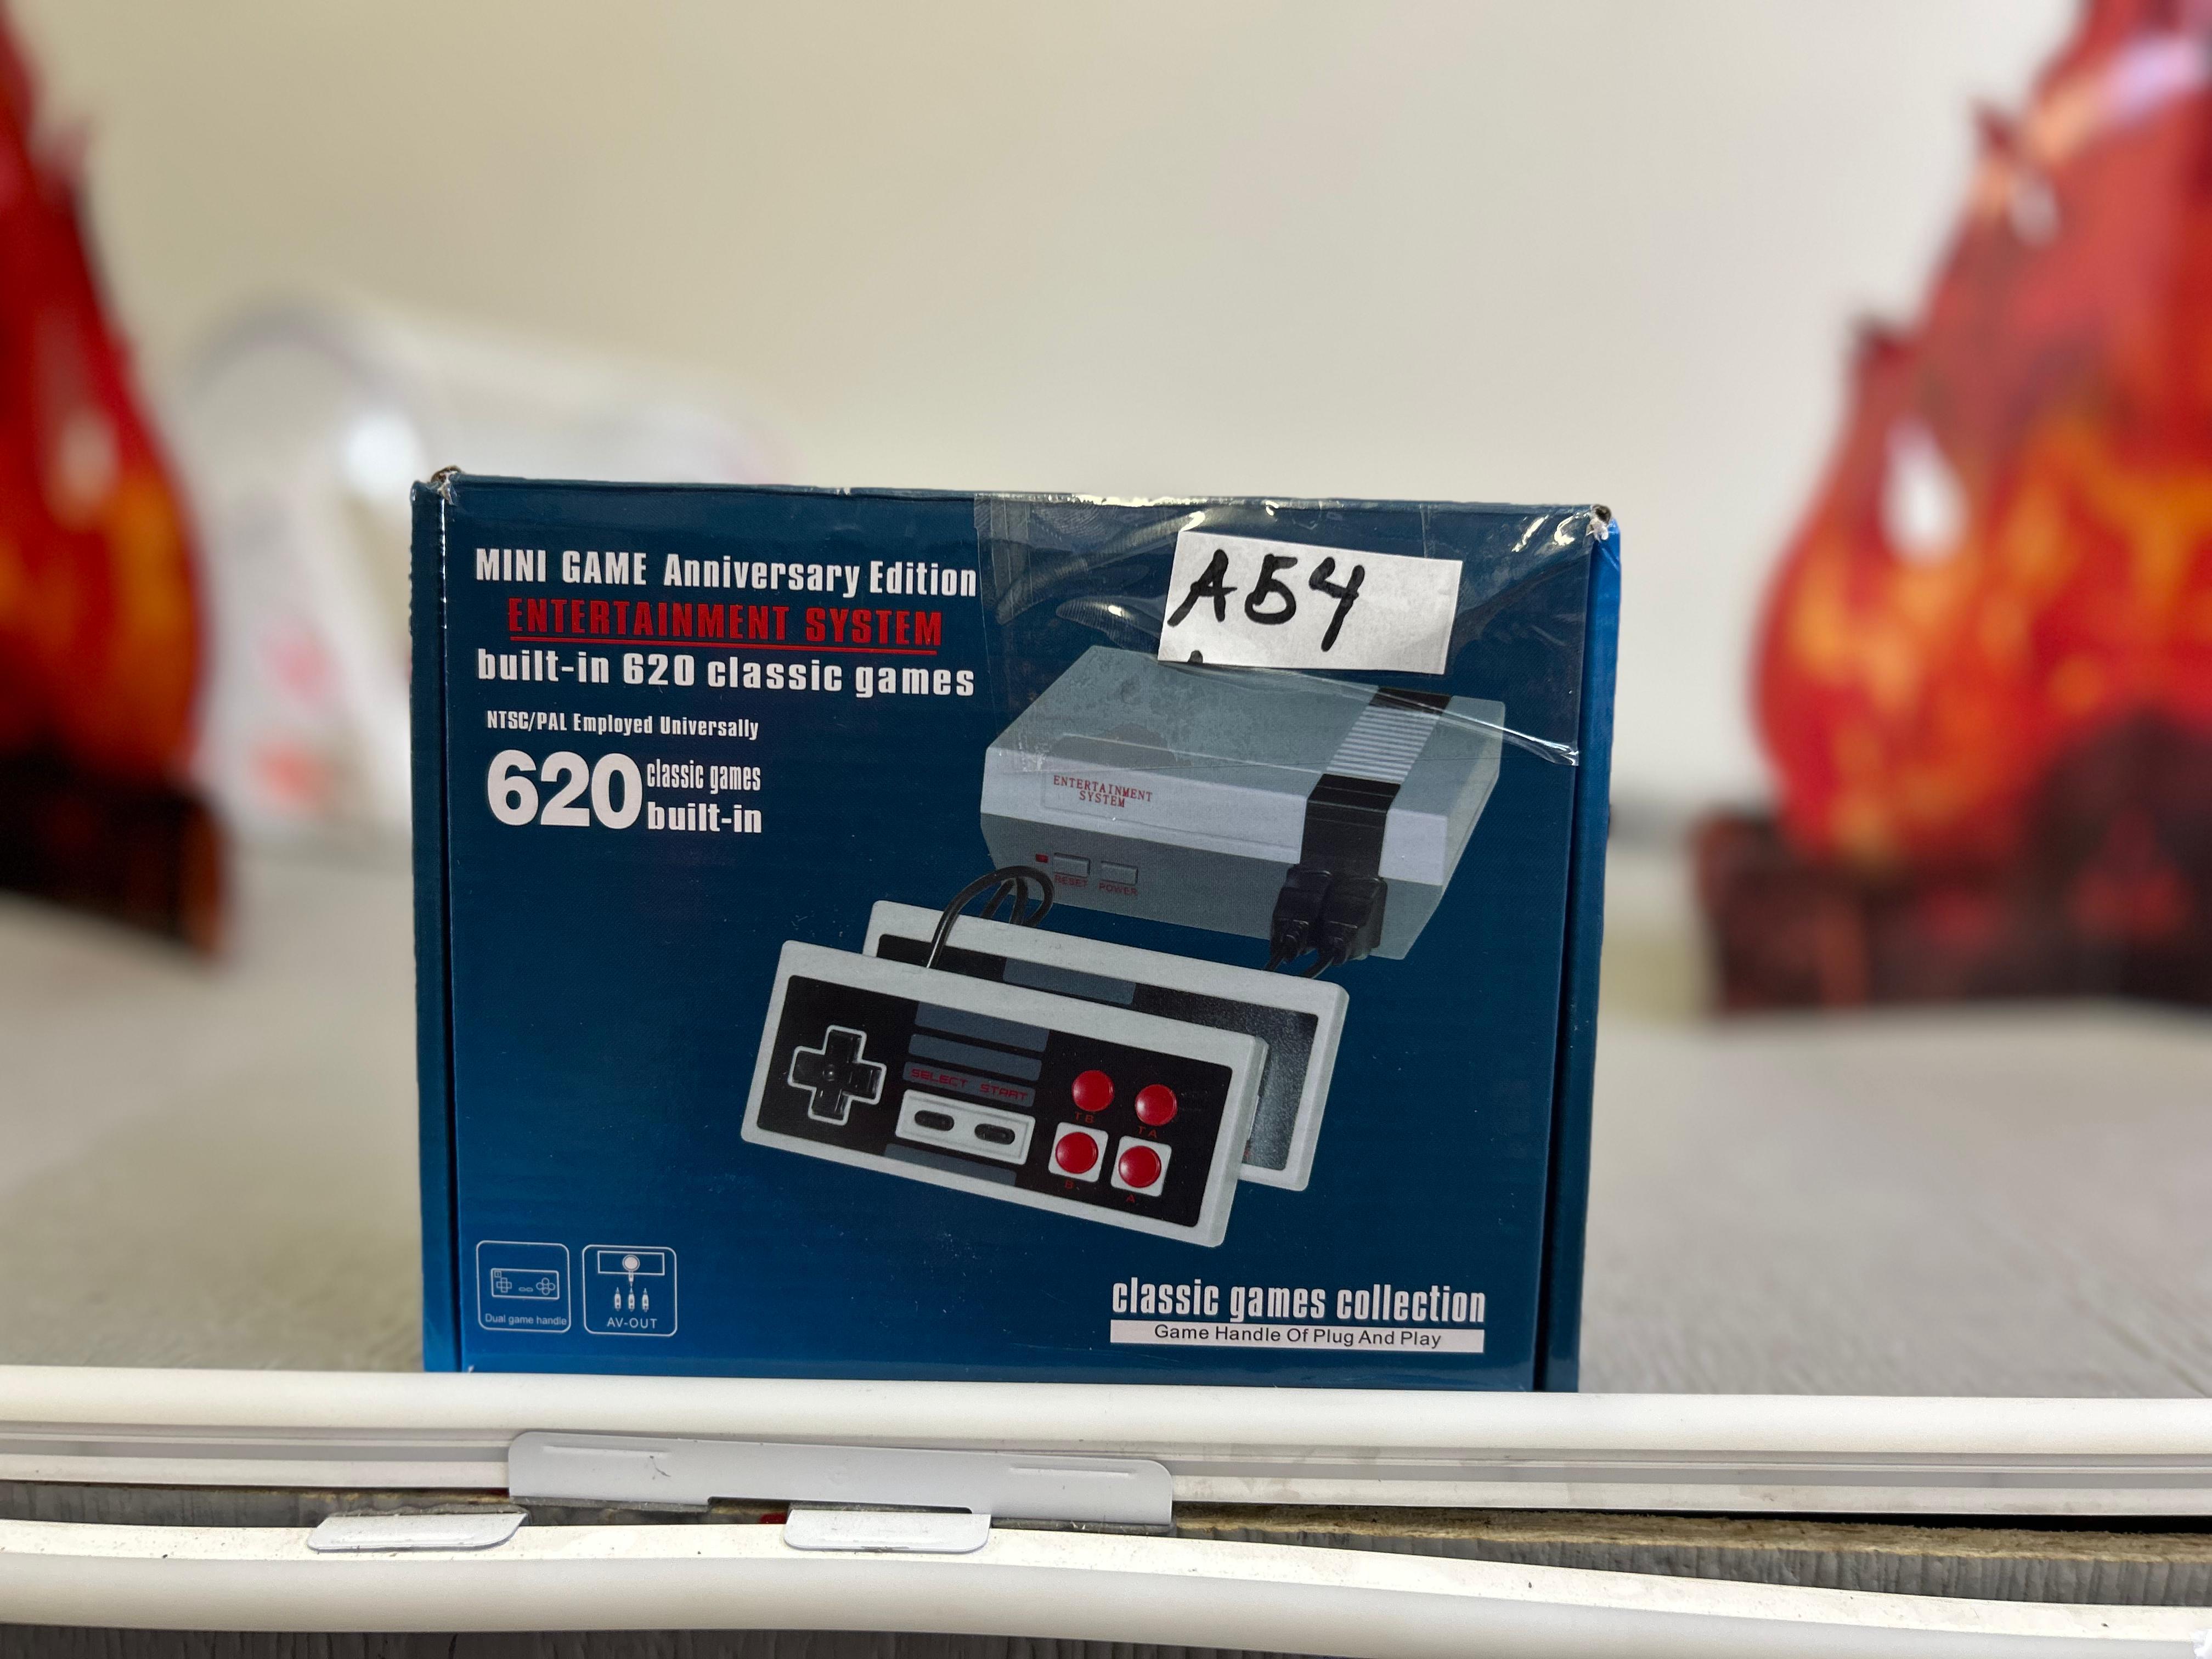 MINI GAME Anniversary Edition
ENTERTAINMENT SYSTEM
built-in 620 classic games
NTSC/PAL Employed Universally
620 classic games
built-in
A54
ENTERTAINMENT
SYSTEM
RESET POWER
SELECT START
TB TA
B A
Dual game handle
AV-OUT
classic games collection
Game Handle Of Plug And Play